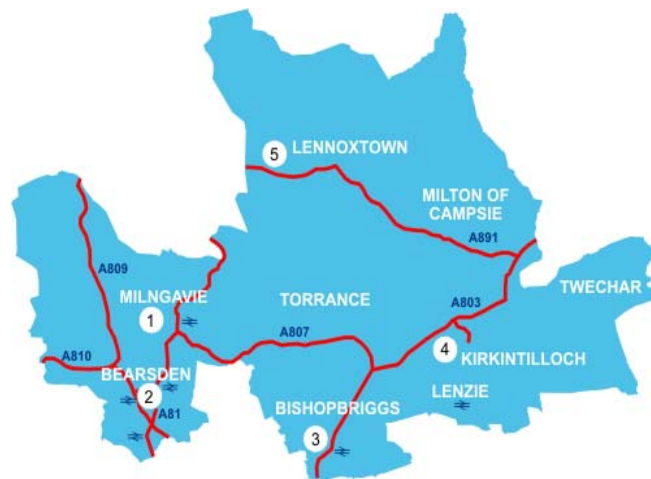 5 LENNOXTOWN
MILTON OF
CAMPSIE
A891
A809
TWECHAR
MILNGAVIE
TORRANCE
A803
1
A807
4
A810
KIRKINTILLOCH
BEARSDEN
2
LENZIE
A81
BISHOPBRIGGS
3